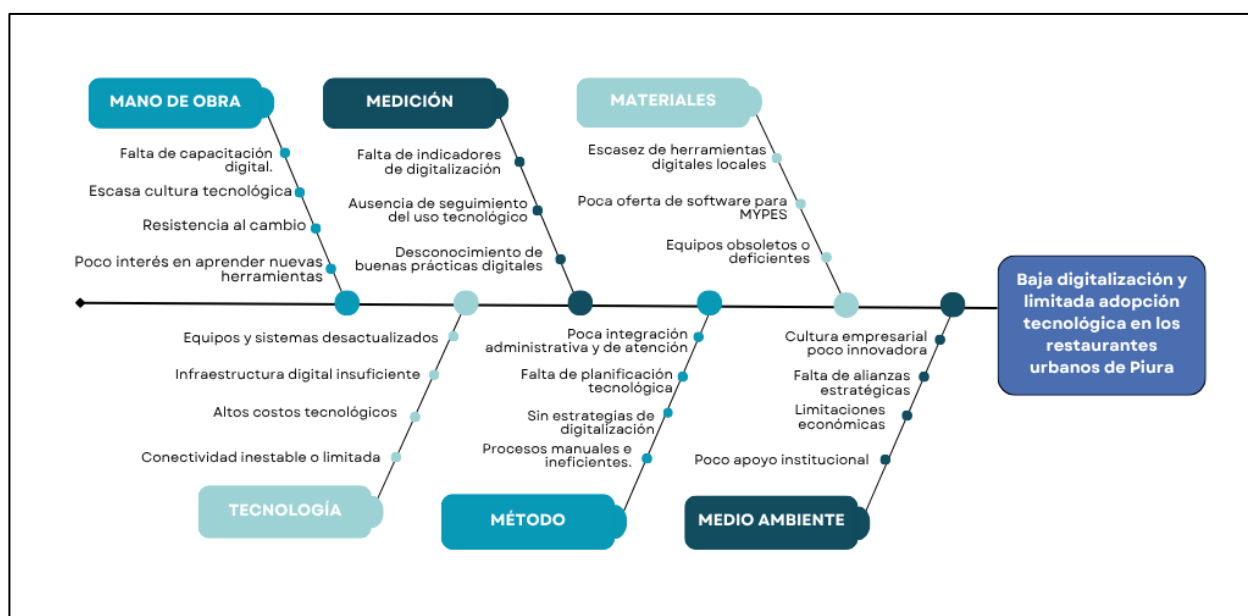 MANO DE OBRA
Falta de capacitación
digital.
Escasa cultura tecnológica
Resistencia al cambio
Poco interés en aprender nuevas
herramientas
MEDICIÓN
Falta de indicadores
de digitalización
Ausencia de seguimiento
del uso tecnológico
Desconocimiento de
buenas prácticas digitales
MATERIALES
Escasez de herramientas
digitales locales
Poca oferta de software para
MYPES
Equipos obsoletos o
deficientes
Baja digitalización y
limitada adopción
tecnológica en los
restaurantes
urbanos de Piura
Equipos y sistemas desactualizados
Infraestructura digital insuficiente
Altos costos tecnológicos
Conectividad inestable o limitada
TECNOLOGÍA
Poca integración
administrativa y de atención
Falta de planificación
tecnológica
Sin estrategias de
digitalización
Procesos manuales e
ineficientes.
MÉTODO
Cultura empresarial
poco innovadora
Falta de alianzas
estratégicas
Limitaciones
económicas
Poco apoyo institucional
MEDIO AMBIENTE